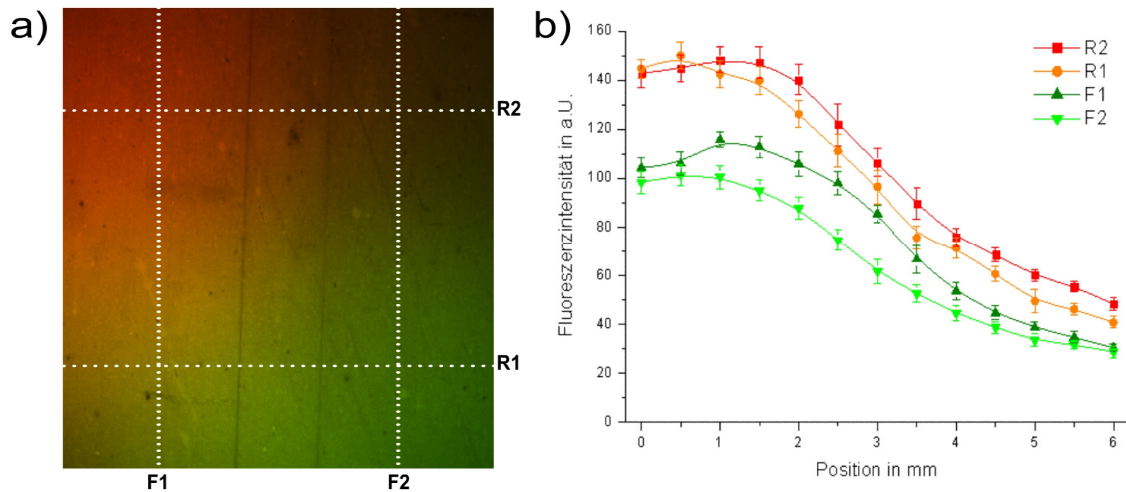 a)
R2
R1
F1
F2
b)
Fluoreszenzintensität in a.U.
160
140
120
100
80
60
40
20
0
0
1
2
3
4
5
6
Position in mm
R2
R1
F1
F2